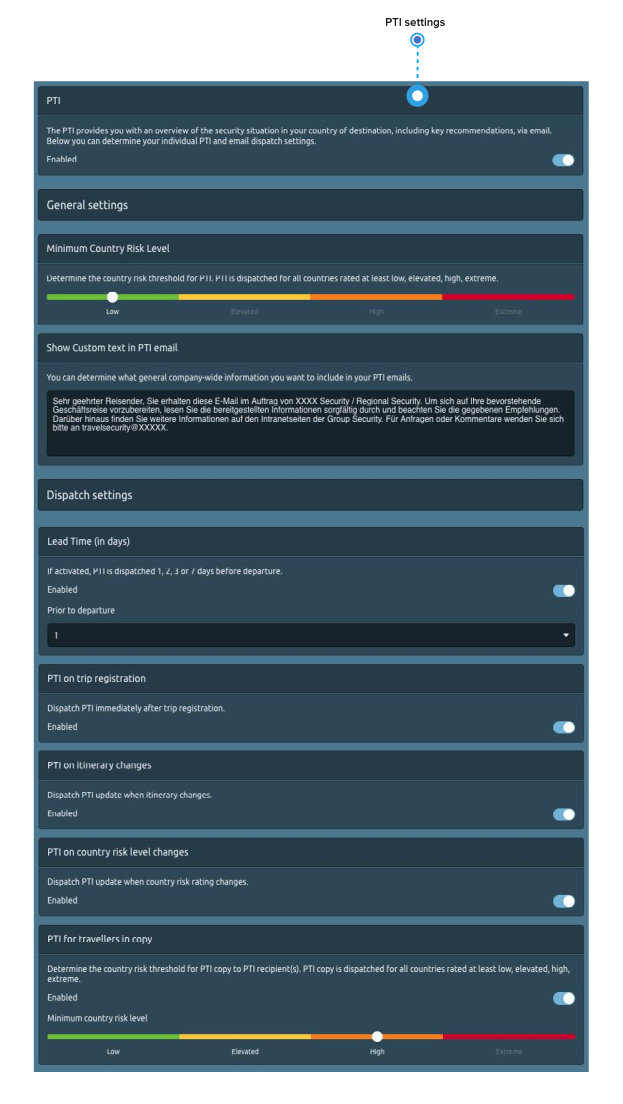 PTI settings
PTI
The PTI provides you with an overview of the security situation in your country of destination, including key recommendations, via email.
Below you can determine your individual PTI and email dispatch settings.
Enabled
General settings
Minimum Country Risk Level
Determine the country risk threshold for PTI. PTI is dispatched for all countries rated at least low, elevated, high, extreme.
Low Elevated High Extreme
Show Custom text in PTI email
You can determine what general company-wide information you want to include in your PTI emails.
Sehr geehrter Reisender, Sie erhalten diese E-Mail im Auftrag von XXXX Security / Regional Security. Um sich auf Ihre bevorstehende
Geschäftsreise vorzubereiten, lesen Sie die bereitgestellten Informationen sorgfältig durch und beachten Sie die gegebenen Empfehlungen.
Darüber hinaus finden Sie weitere Informationen auf den Intranetseiten der Group Security. Für Anfragen oder Kommentare wenden Sie sich
bitte an travelsecurity@XXXXX.
Dispatch settings
Lead Time (in days)
If activated, PTI is dispatched 1, 2, 3 or 7 days before departure.
Enabled
Prior to departure
1
PTI on trip registration
Dispatch PTI immediately after trip registration.
Enabled
PTI on itinerary changes
Dispatch PTI update when itinerary changes.
Enabled
PTI on country risk level changes
Dispatch PTI update when country risk rating changes.
Enabled
PTI for travellers in copy
Determine the country risk threshold for PTI copy to PTI recipient(s). PTI copy is dispatched for all countries rated at least low, elevated, high,
extreme.
Enabled
Minimum country risk level
Low Elevated High Extreme